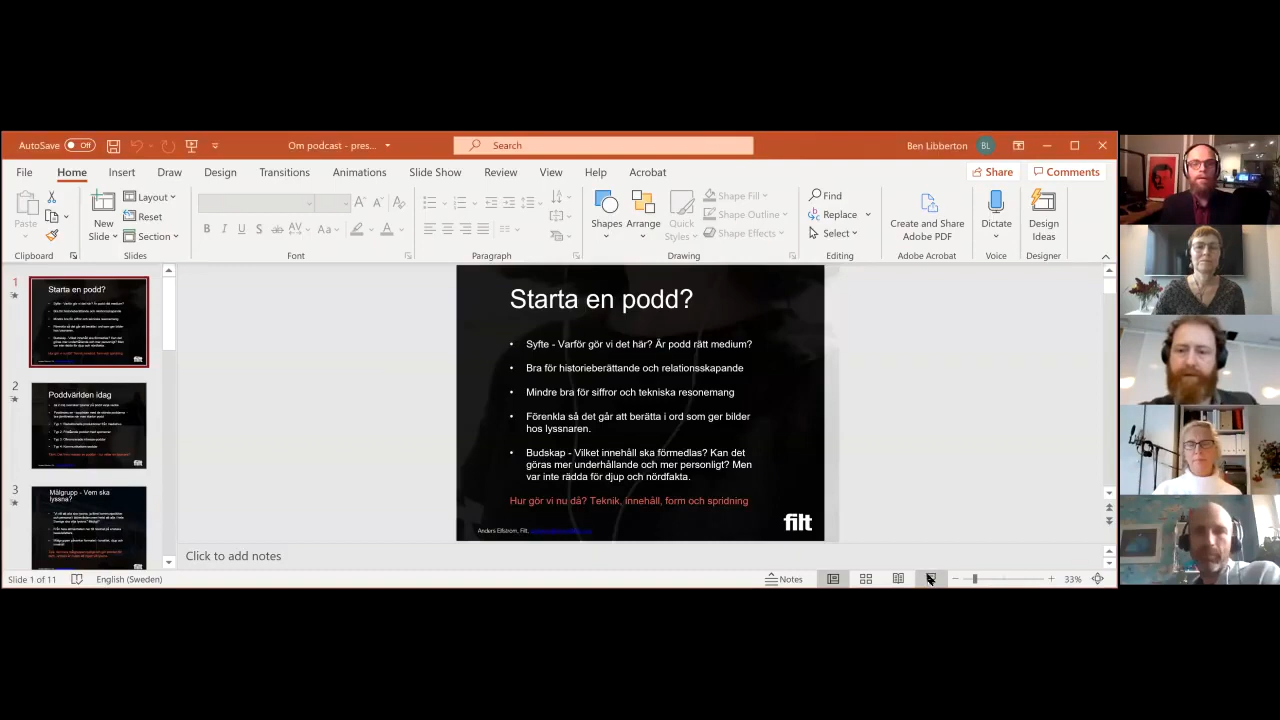 AutoSave Off
Om podcast - pres...
Search
Ben Libberton BL
File Home Insert Draw Design Transitions Animations Slide Show Review View Help Acrobat Share Comments
Paste
New
Slide
Layout
Reset
Section
Aa
Shapes
Arrange
Quick
Styles
Shape Fill
Shape Outline
Shape Effects
Find
Replace
Select
Create and Share
Adobe PDF
Dictate
Design
Ideas
Clipboard Slides Font Paragraph Drawing Editing Adobe Acrobat Voice Designer
1
Starta en podd?
2
Poddvärlden idag
3
Målgrupp - Vem ska
lyssna?
Starta en podd?
• Syfte - Varför gör vi det här? Är podd rätt medium?
• Bra för historieberättande och relationsskapande
• Mindre bra för siffror och tekniska resonemang
• Förenkla så det går att berätta i ord som ger bilder
hos lyssnaren.
• Budskap - Vilket innehåll ska förmedlas? Kan det
göras mer underhållande och mer personligt? Men
var inte rädda för djup och nördfakta.
Hur gör vi nu då? Teknik, innehåll, form och spridning
filt
Anders Elfström, Filt,
Click to add notes
Slide 1 of 11 English (Sweden) Notes 33%